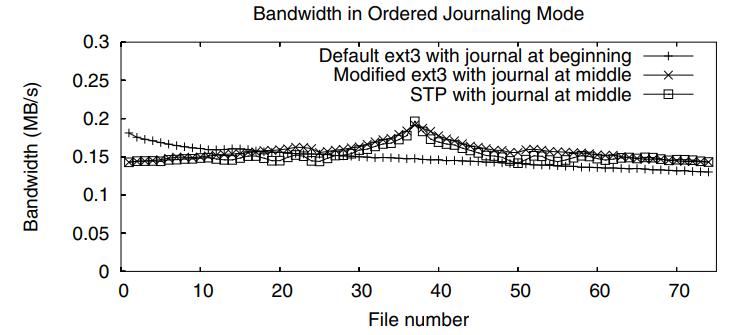 Bandwidth in Ordered Journaling Mode
0.3
0.25
0.2
0.15
0.1
0.05
0
Bandwidth (MB/s)
Default ext3 with journal at beginning
Modified ext3 with journal at middle
STP with journal at middle
0 10 20 30 40 50 60 70
File number